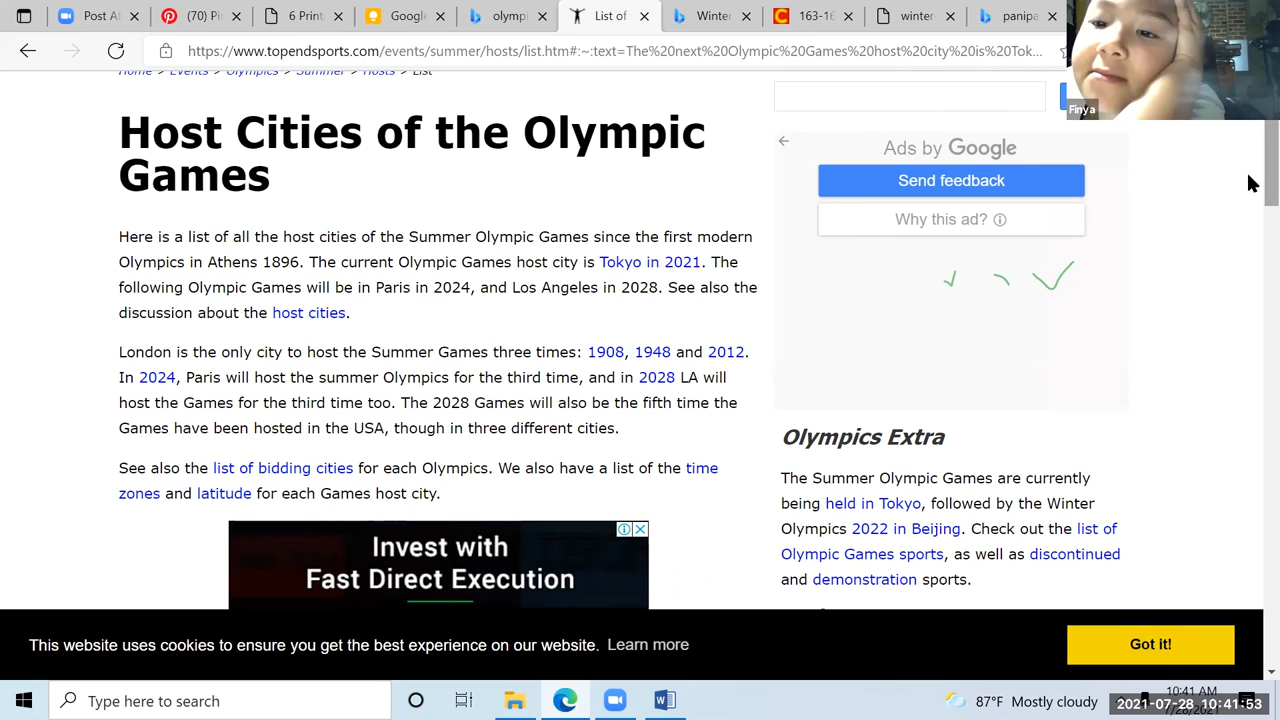 Post At
(70) Pi
6 Print
Google
olym
List of
Winter
163-16
winter
panipa
https://www.topendsports.com/events/summer/hosts/list.htm#:~:text=The%20next%20Olympic%20Games%20host%20city%20is%20Tok...
Home > Events > Olympics > Summer > Hosts > List
Finya
Host Cities of the Olympic
Games
Here is a list of all the host cities of the Summer Olympic Games since the first modern
Olympics in Athens 1896. The current Olympic Games host city is Tokyo in 2021. The
following Olympic Games will be in Paris in 2024, and Los Angeles in 2028. See also the
discussion about the host cities.
London is the only city to host the Summer Games three times: 1908, 1948 and 2012.
In 2024, Paris will host the summer Olympics for the third time, and in 2028 LA will
host the Games for the third time too. The 2028 Games will also be the fifth time the
Games have been hosted in the USA, though in three different cities.
See also the list of bidding cities for each Olympics. We also have a list of the time
zones and latitude for each Games host city.
Invest with
Fast Direct Execution
Ads by Google
Send feedback
Why this ad?
Olympics Extra
The Summer Olympic Games are currently
being held in Tokyo, followed by the Winter
Olympics 2022 in Beijing. Check out the list of
Olympic Games sports, as well as discontinued
and demonstration sports.
This website uses cookies to ensure you get the best experience on our website. Learn more
Got it!
Type here to search
87°F Mostly cloudy
10:41 AM
2021-07-28 10:41:53